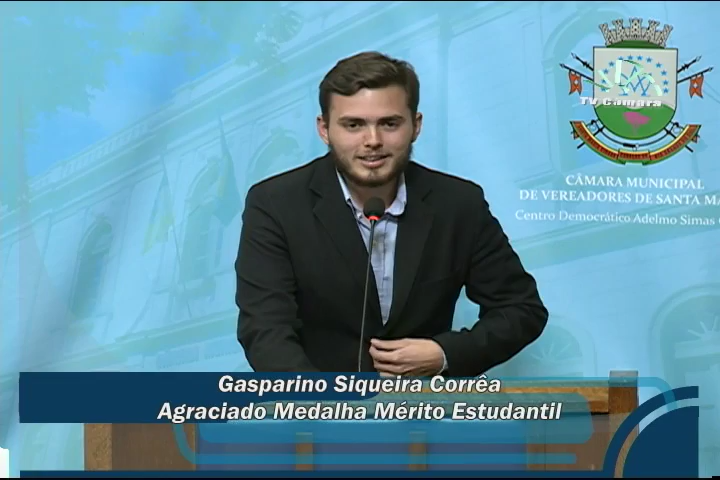 TV Câmara
CÂMARA MUNICIPAL
DE VEREADORES DE SANTA MA
Centro Democrático Adelmo Simas
Gasparino Siqueira Corrêa
Agraciado Medalha Mérito Estudantil